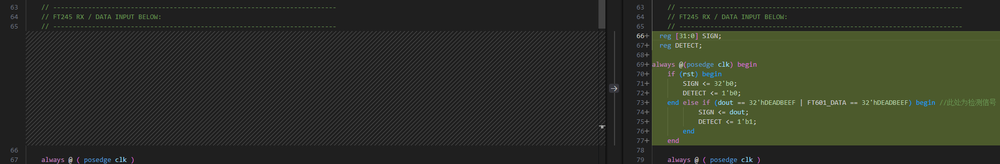 63 // -------------------------------------------------------------------------
64 // FT245 RX / DATA INPUT BELOW:
65 // -------------------------------------------------------------------------
66
67 always @ ( posedge clk )
63 // -------------------------------------------------------------------------
64 // FT245 RX / DATA INPUT BELOW:
65 // -------------------------------------------------------------------------
66+ reg [31:0] SIGN;
67+ reg DETECT;
68+
69+ always @(posedge clk) begin
70+ if (rst) begin
71+ SIGN <= 32'b0;
72+ DETECT <= 1'b0;
73+ end else if (dout == 32'hDEADBEEF | FT601_DATA == 32'hDEADBEEF) begin //此处为检测信号
74+ SIGN <= dout;
75+ DETECT <= 1'b1;
76+ end
77+ end
78
79 always @ ( posedge clk )